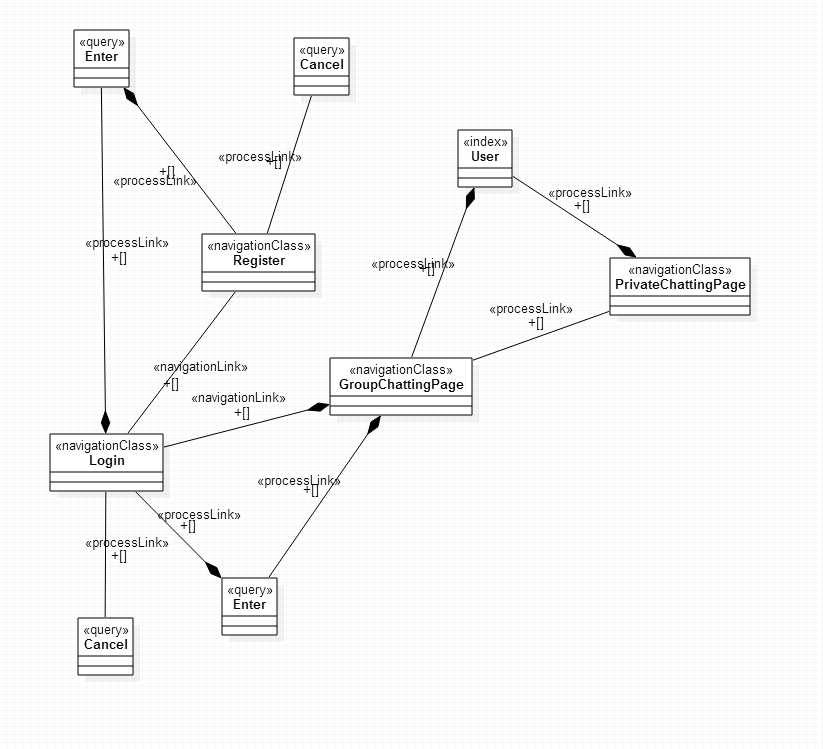 «query»
Enter
«query»
Cancel
«processLink»
+[]
+[]
«processLink»
«index»
User
«processLink»
+[]
«processLink»
+[]
«navigationClass»
Register
«processLink»
+[]
«navigationClass»
PrivateChattingPage
«processLink»
+[]
«navigationLink»
+[]
«navigationClass»
GroupChattingPage
«navigationLink»
+[]
«navigationClass»
Login
«processLink»
+[]
«processLink»
+[]
«processLink»
+[]
«query»
Enter
«query»
Cancel